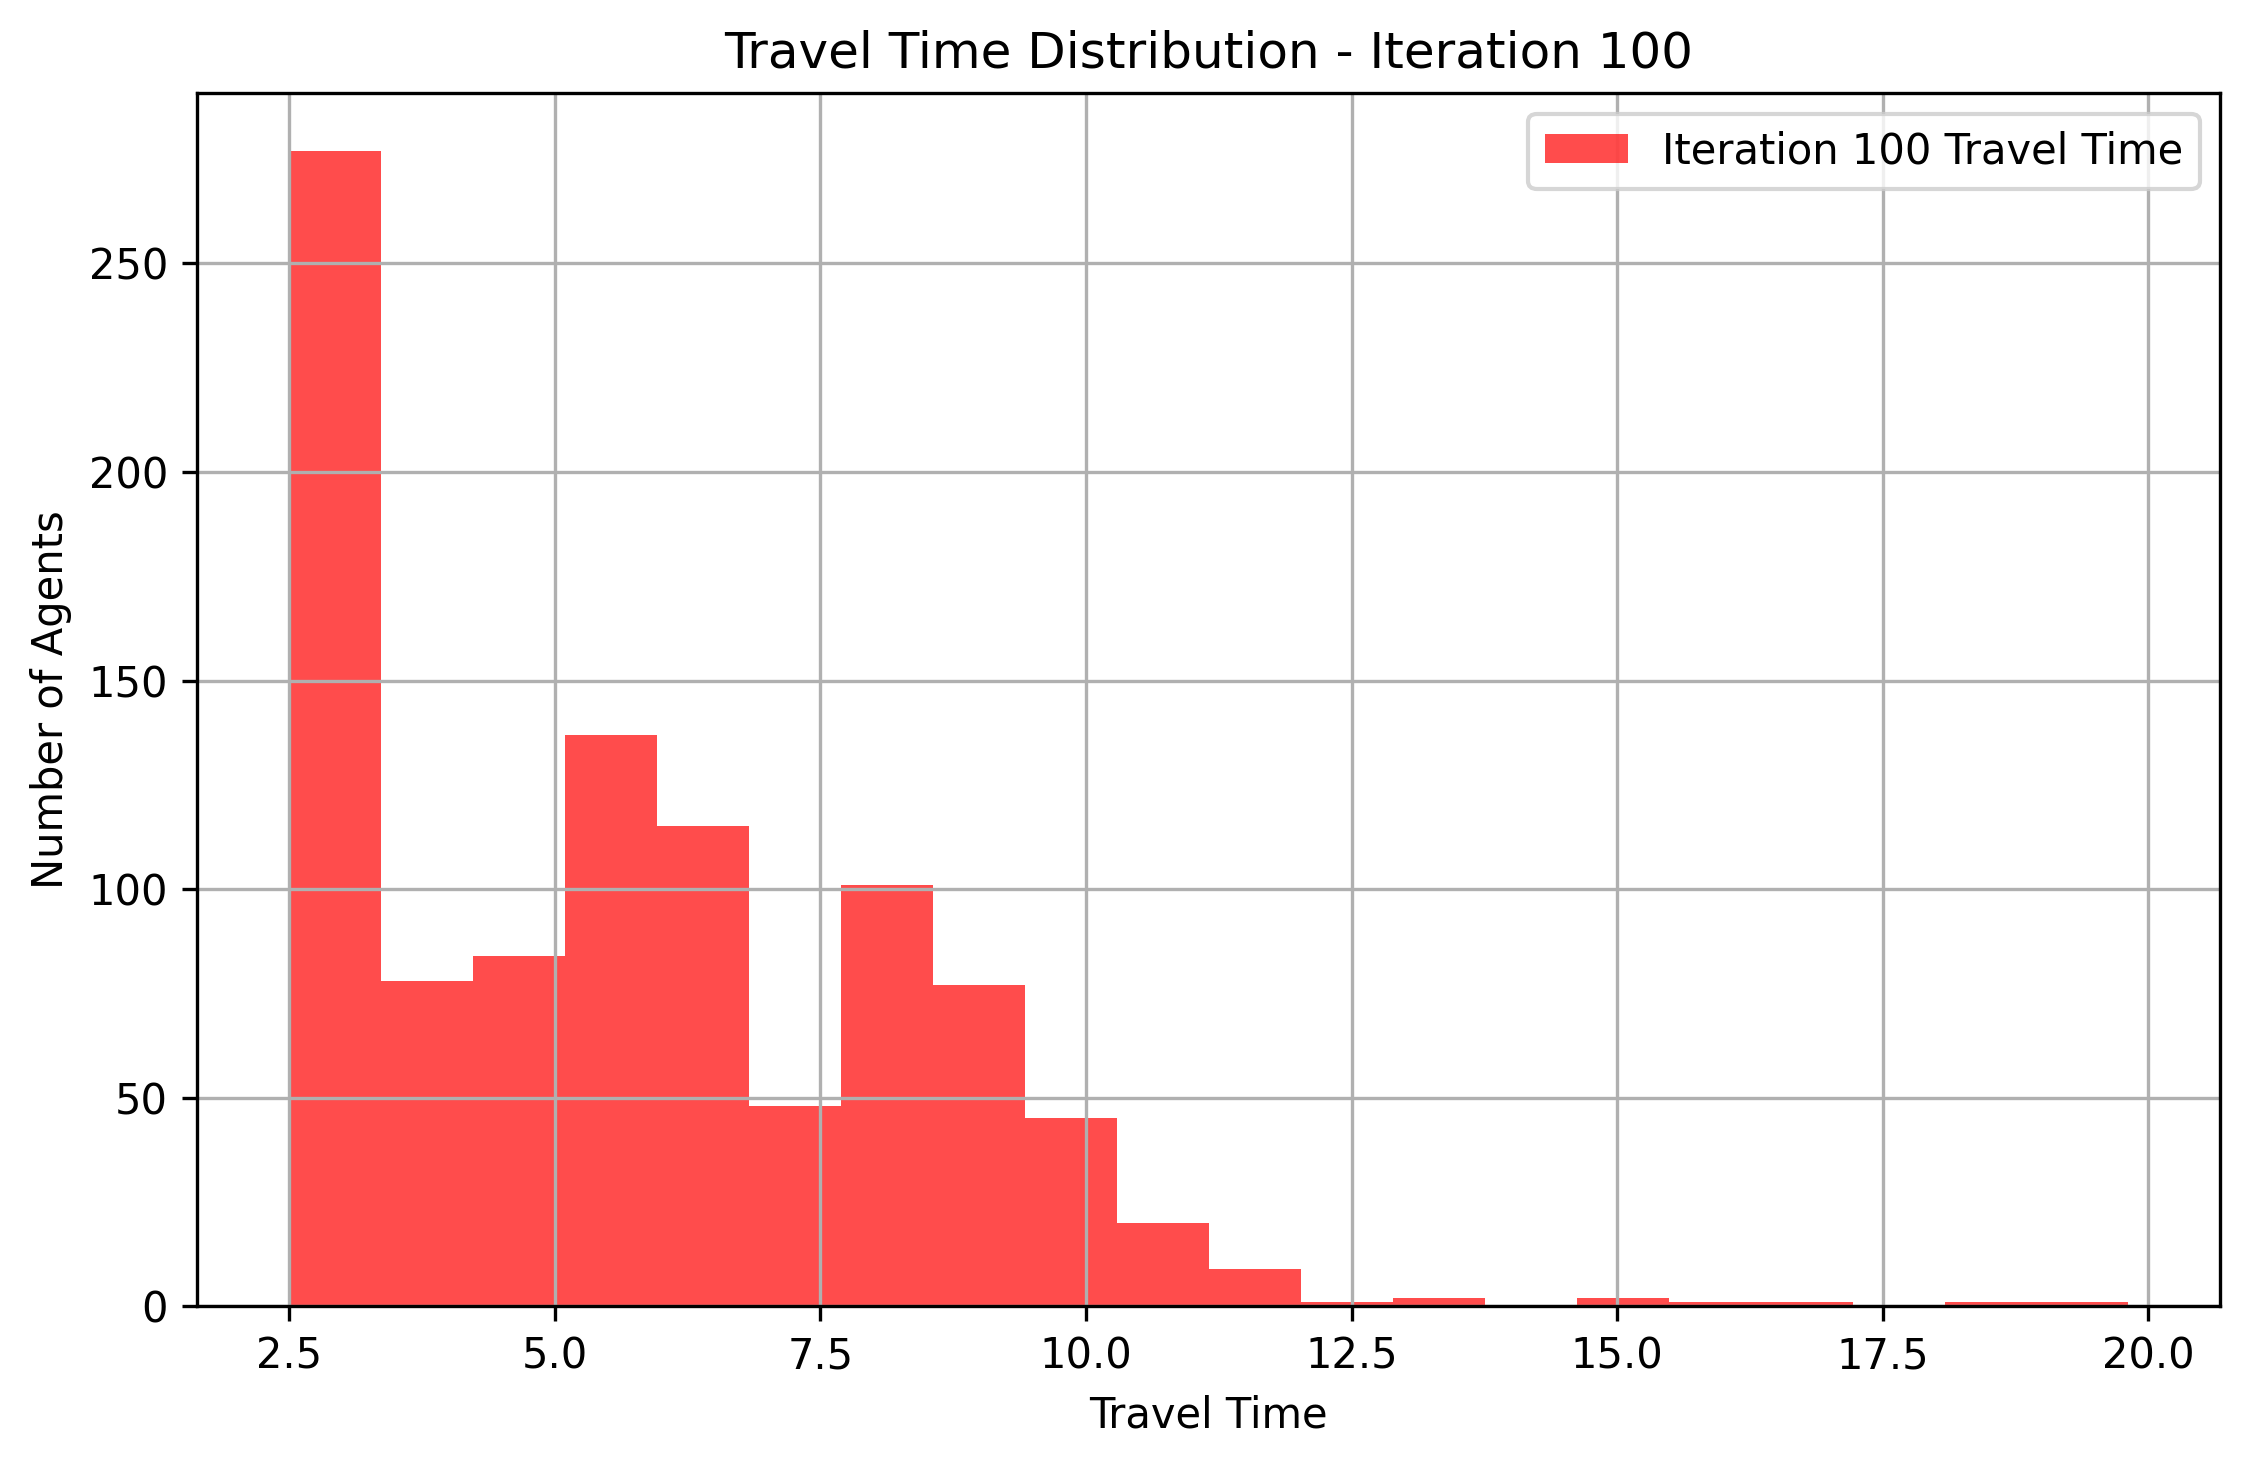 Travel Time Distribution - Iteration 100
Iteration 100 Travel Time
Number of Agents
250
200
150
100
50
0
2.5 5.0 7.5 10.0 12.5 15.0 17.5 20.0
Travel Time